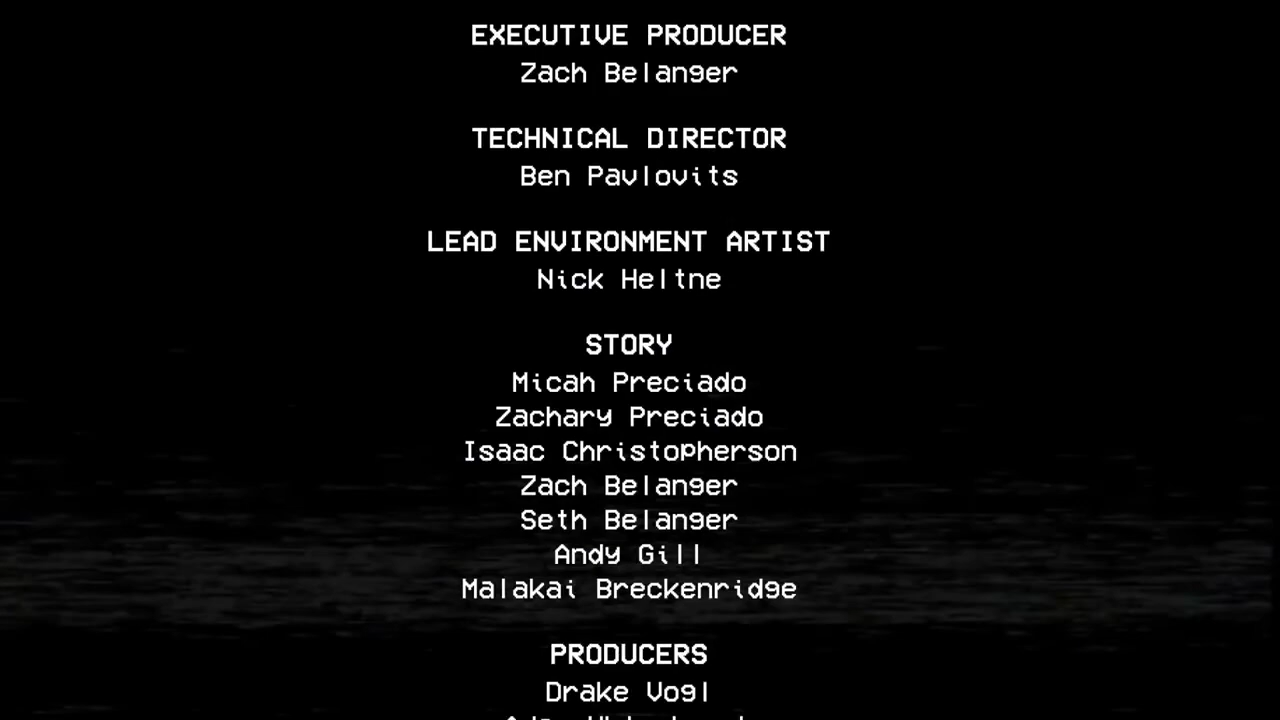 EXECUTIVE PRODUCER
Zach Belanger
TECHNICAL DIRECTOR
Ben Pavlovits
LEAD ENVIRONMENT ARTIST
Nick Heltne
STORY
Micah Preciado
Zachary Preciado
Isaac Christopherson
Zach Belanger
Seth Belanger
Andy Gill
Malakai Breckenridge
PRODUCERS
Drake Vogl